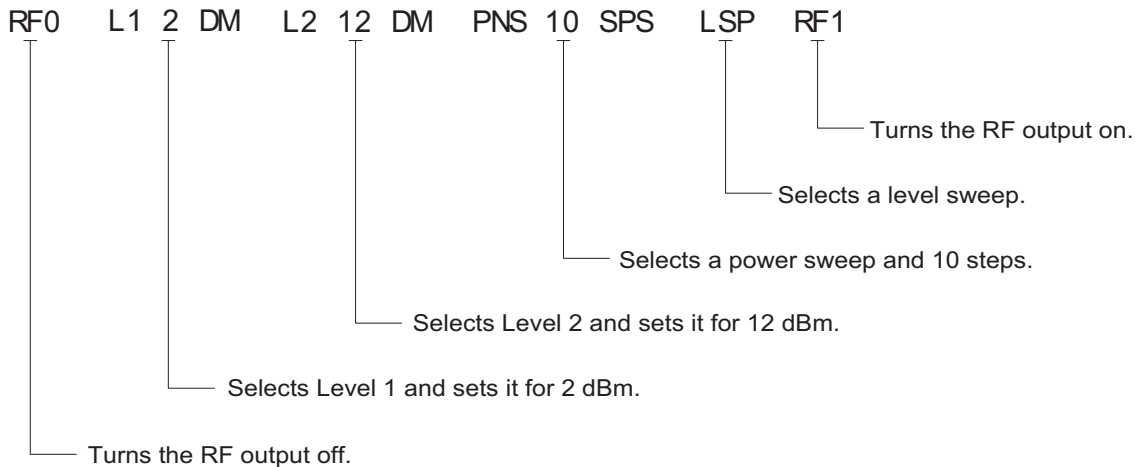 RF0 L1 2 DM L2 12 DM PNS 10 SPS LSP RF1
Turns the RF output on.
Selects a level sweep.
Selects a power sweep and 10 steps.
Selects Level 2 and sets it for 12 dBm.
Selects Level 1 and sets it for 2 dBm.
Turns the RF output off.